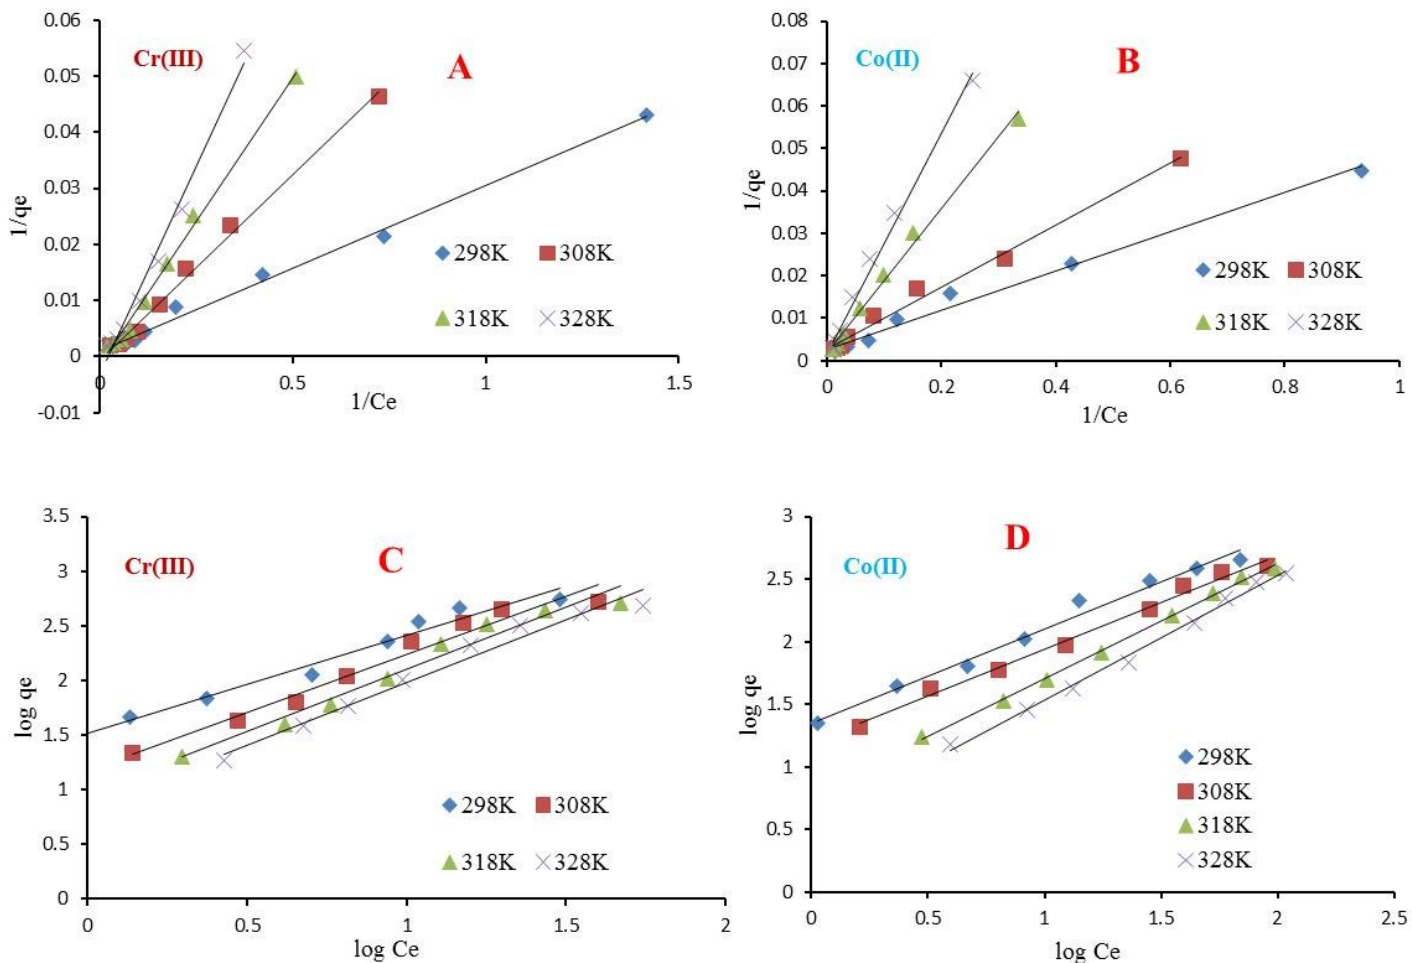 Cr(III)
A
1/qe
0.06
0.05
0.04
0.03
0.02
0.01
0
-0.01
0
0.5
1
1.5
1/Ce
298K
308K
318K
328K
Co(II)
B
1/qe
0.08
0.07
0.06
0.05
0.04
0.03
0.02
0.01
0
0
0.2
0.4
0.6
0.8
1
1/Ce
298K
308K
318K
328K
Cr(III)
C
log qe
3.5
3
2.5
2
1.5
1
0.5
0
0
0.5
1
1.5
2
log Ce
298K
308K
318K
328K
Co(II)
D
log qe
3
2.5
2
1.5
1
0.5
0
0
0.5
1
1.5
2
2.5
log Ce
298K
308K
318K
328K